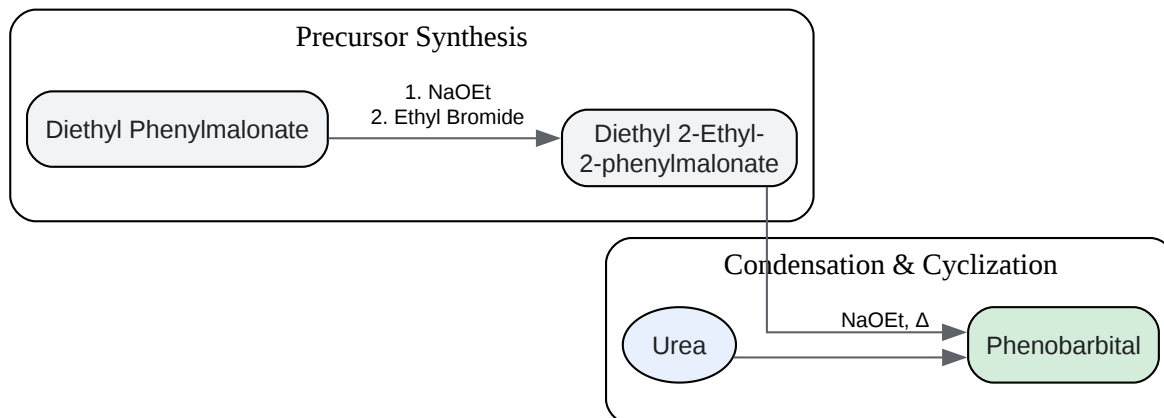 Precursor Synthesis
Diethyl Phenylmalonate
1. NaOEt
2. Ethyl Bromide
Diethyl 2-Ethyl-
2-phenylmalonate
Condensation & Cyclization
Urea
NaOEt, Δ
Phenobarbital